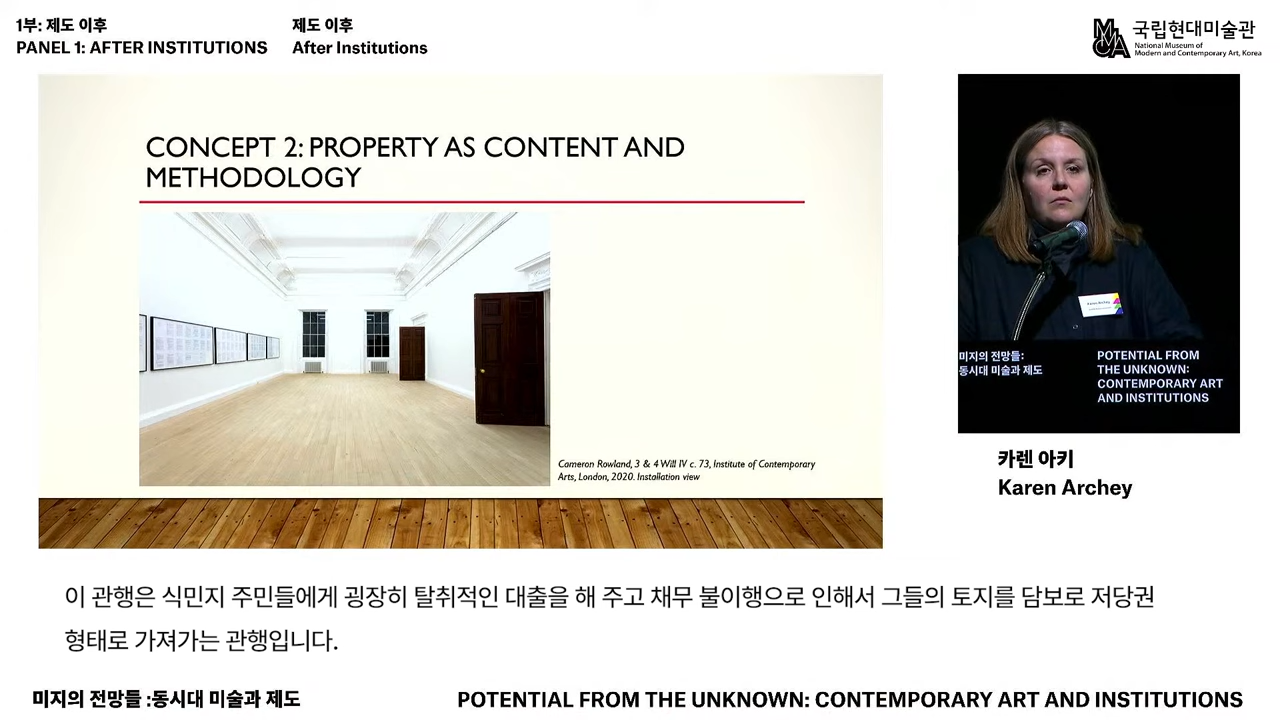 1부: 제도 이후
PANEL 1: AFTER INSTITUTIONS
제도 이후
After Institutions
MMCA
국립현대미술관
National Museum of
Modern and Contemporary Art, Korea
CONCEPT 2: PROPERTY AS CONTENT AND
METHODOLOGY
Cameron Rowland, 3 & 4 Will IV c. 73, Institute of Contemporary
Arts, London, 2020. Installation view
Karen Archey
미지의 전망들:
동시대 미술과 제도
POTENTIAL FROM
THE UNKNOWN:
CONTEMPORARY ART
AND INSTITUTIONS
카렌 아키
Karen Archey
이 관행은 식민지 주민들에게 굉장히 탈취적인 대출을 해 주고 채무 불이행으로 인해서 그들의 토지를 담보로 저당권
형태로 가져가는 관행입니다.
미지의 전망들 :동시대 미술과 제도
POTENTIAL FROM THE UNKNOWN: CONTEMPORARY ART AND INSTITUTIONS